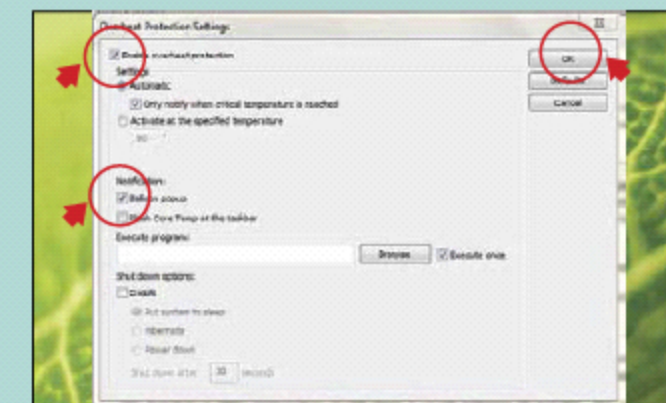 Overheat Protection Settings
Enable overheat protection
OK
Settings
Automatic
Only notify when critical temperature is reached
Cancel
Activate at the specified temperature
Notification:
Balloon popup
Flash Core Temp at the taskbar
Execute program:
Browse
Execute once
Shut down options:
Put system to sleep
Hibernate
Power down
Shut down after 30 seconds